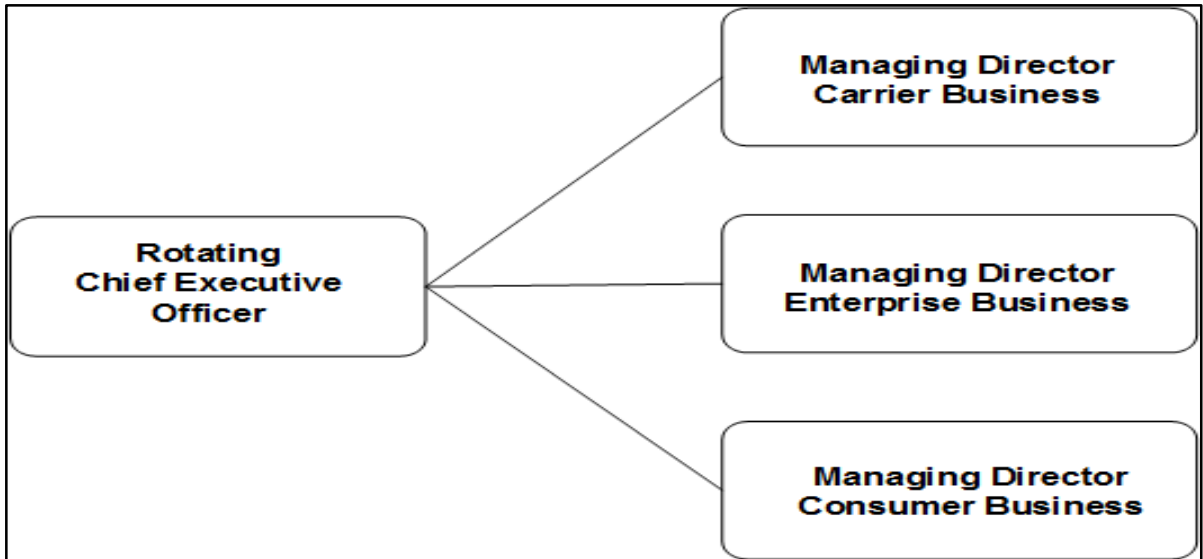 Rotating
Chief Executive
Officer
Managing Director
Carrier Business
Managing Director
Enterprise Business
Managing Director
Consumer Business